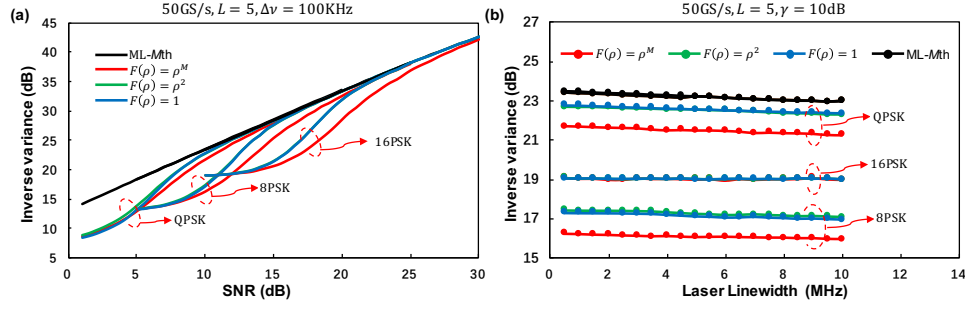 (a)
50GS/s, L = 5, Δν = 100KHz
Inverse variance (dB)
45
40
35
30
25
20
15
10
5
ML-Mth
F(ρ) = ρ^M
F(ρ) = ρ²
F(ρ) = 1
16PSK
8PSK
QPSK
0 5 10 15 20 25 30
SNR (dB)
(b)
50GS/s, L = 5, γ = 10dB
Inverse variance (dB)
27
25
23
21
19
17
15
F(ρ) = ρ^M F(ρ) = ρ² F(ρ) = 1 ML-Mth
QPSK
16PSK
8PSK
0 2 4 6 8 10 12 14
Laser Linewidth (MHz)